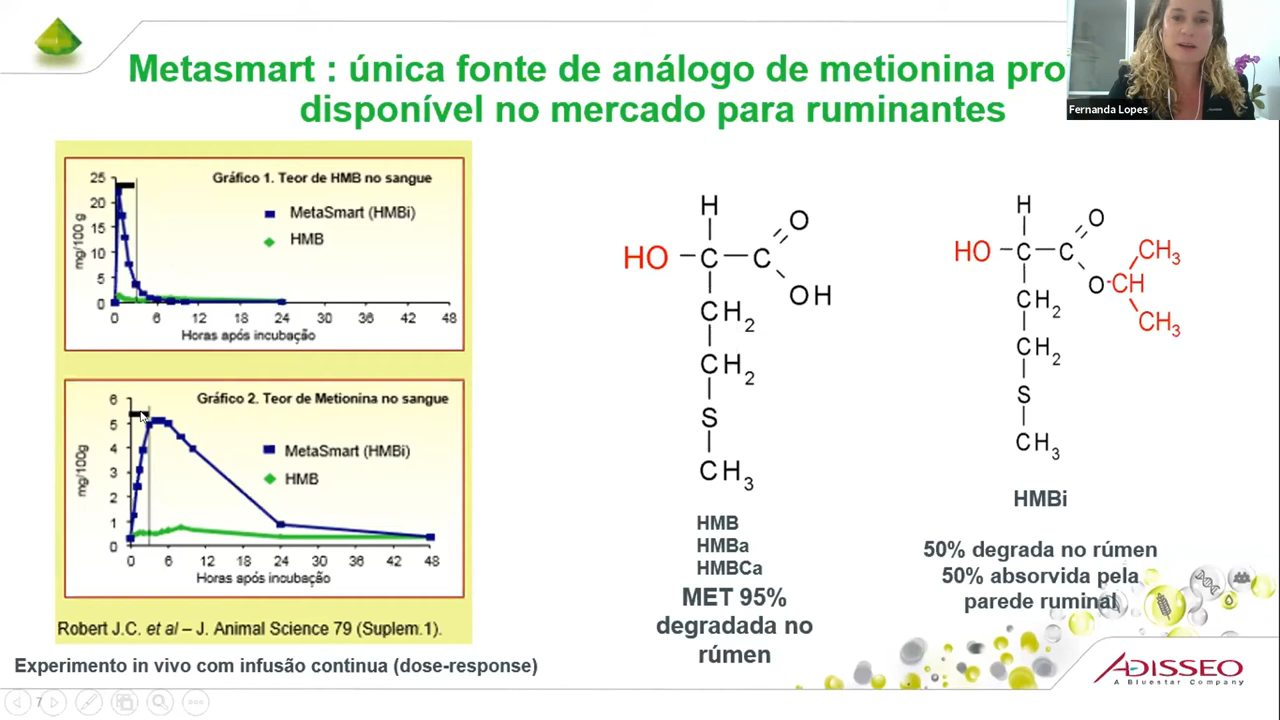 Metasmart : única fonte de análogo de metionina pro
disponível no mercado para ruminantes
Fernanda Lopes
Gráfico 1. Teor de HMB no sangue
MetaSmart (HMBi)
HMB
mg/100 g
25
20
15
10
5
0
0 6 12 18 24 30 36 42 48
Horas após incubação
Gráfico 2. Teor de Metionina no sangue
MetaSmart (HMBi)
HMB
mg/100g
6
5
4
3
2
1
0
0 6 12 18 24 30 36 42 48
Horas após incubação
Robert J.C. et al – J. Animal Science 79 (Suplem.1).
Experimento in vivo com infusão continua (dose-response)
H
O
HO – C – C
OH
CH2
CH2
S
CH3
HMB
HMBa
HMBCa
MET 95%
degradada no
rúmen
H
O
HO – C – C
CH3
O - CH
CH3
CH2
CH2
S
CH3
HMBi
50% degrada no rúmen
50% absorvida pela
parede ruminal
ADISSEO
A Bluestar Company
7